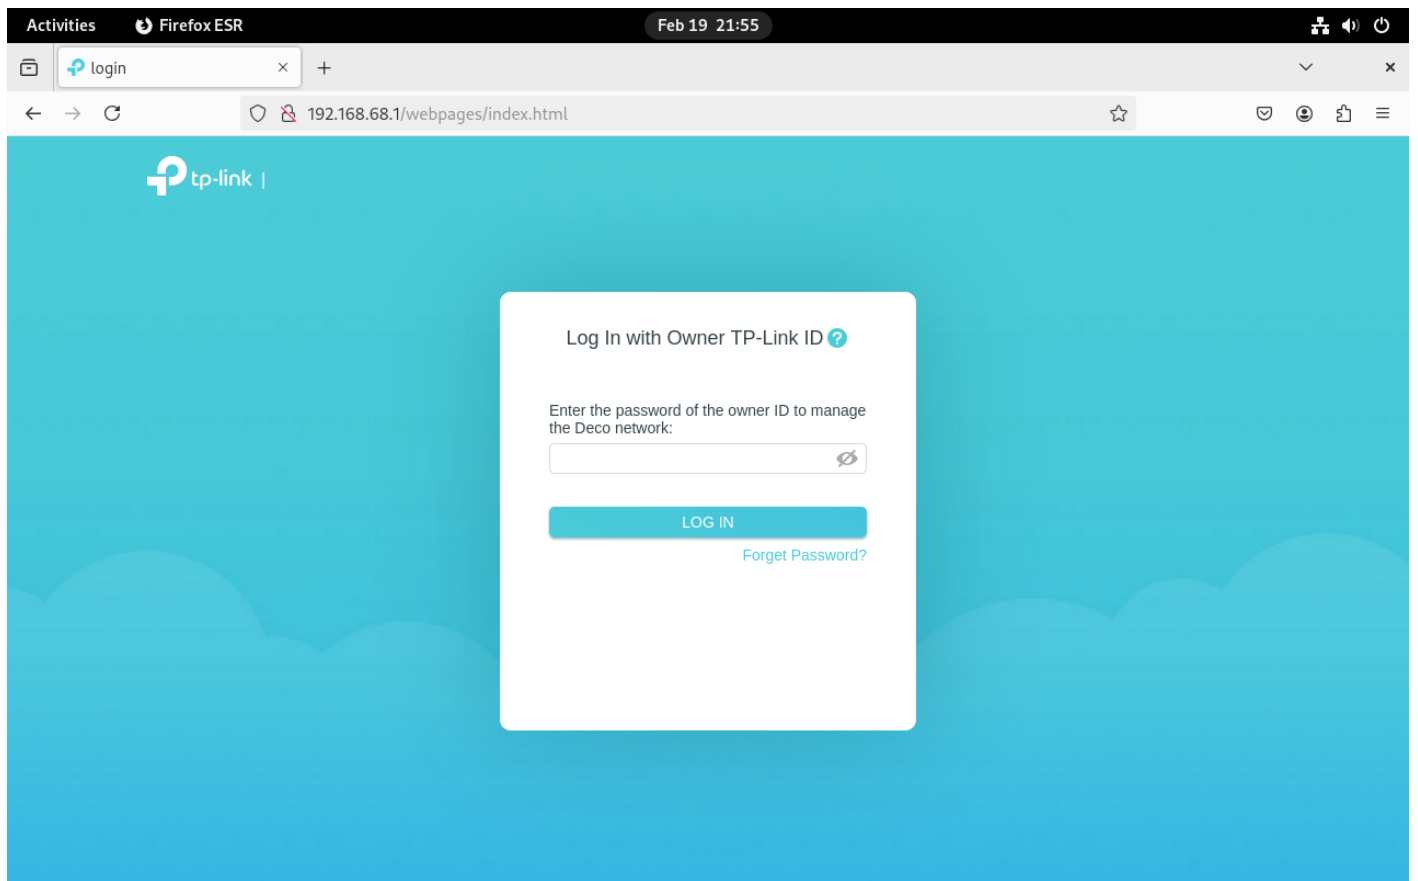 Activities Firefox ESR Feb 19 21:55
login
192.168.68.1/webpages/index.html
tp-link |
Log In with Owner TP-Link ID ?
Enter the password of the owner ID to manage
the Deco network:
LOG IN
Forget Password?